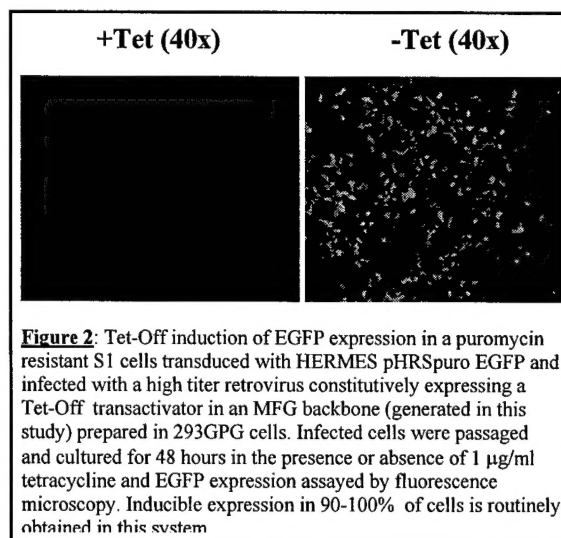 +Tet (40x) -Tet (40x)
Figure 2: Tet-Off induction of EGFP expression in a puromycin
resistant S1 cells transduced with HERMES pHRSpuro EGFP and
infected with a high titer retrovirus constitutively expressing a
Tet-Off transactivator in an MFG backbone (generated in this
study) prepared in 293GPG cells. Infected cells were passaged
and cultured for 48 hours in the presence or absence of 1 µg/ml
tetracycline and EGFP expression assayed by fluorescence
microscopy. Inducible expression in 90-100% of cells is routinely
obtained in this system